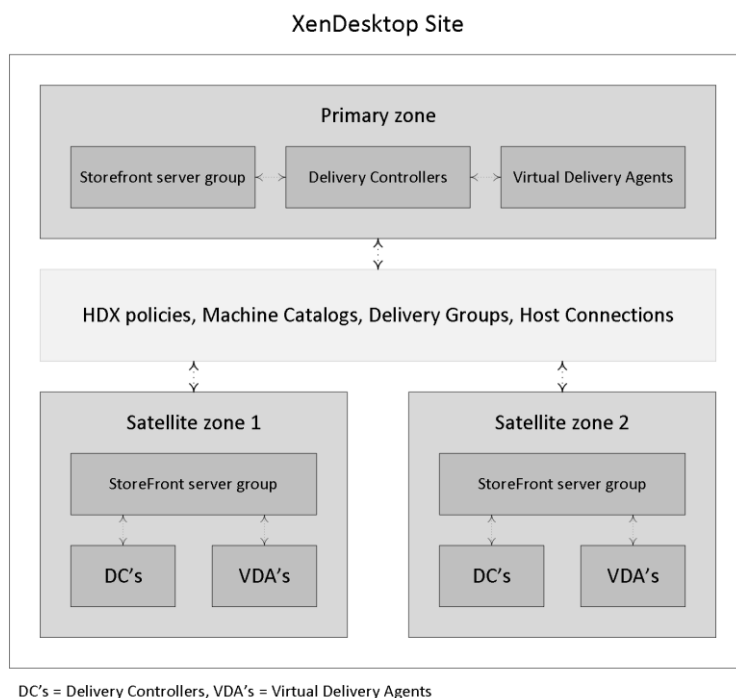 XenDesktop Site
Primary zone
Storefront server group
Delivery Controllers
Virtual Delivery Agents
HDX policies, Machine Catalogs, Delivery Groups, Host Connections
Satellite zone 1
StoreFront server group
DC's
VDA's
Satellite zone 2
StoreFront server group
DC's
VDA's
DC's = Delivery Controllers, VDA's = Virtual Delivery Agents